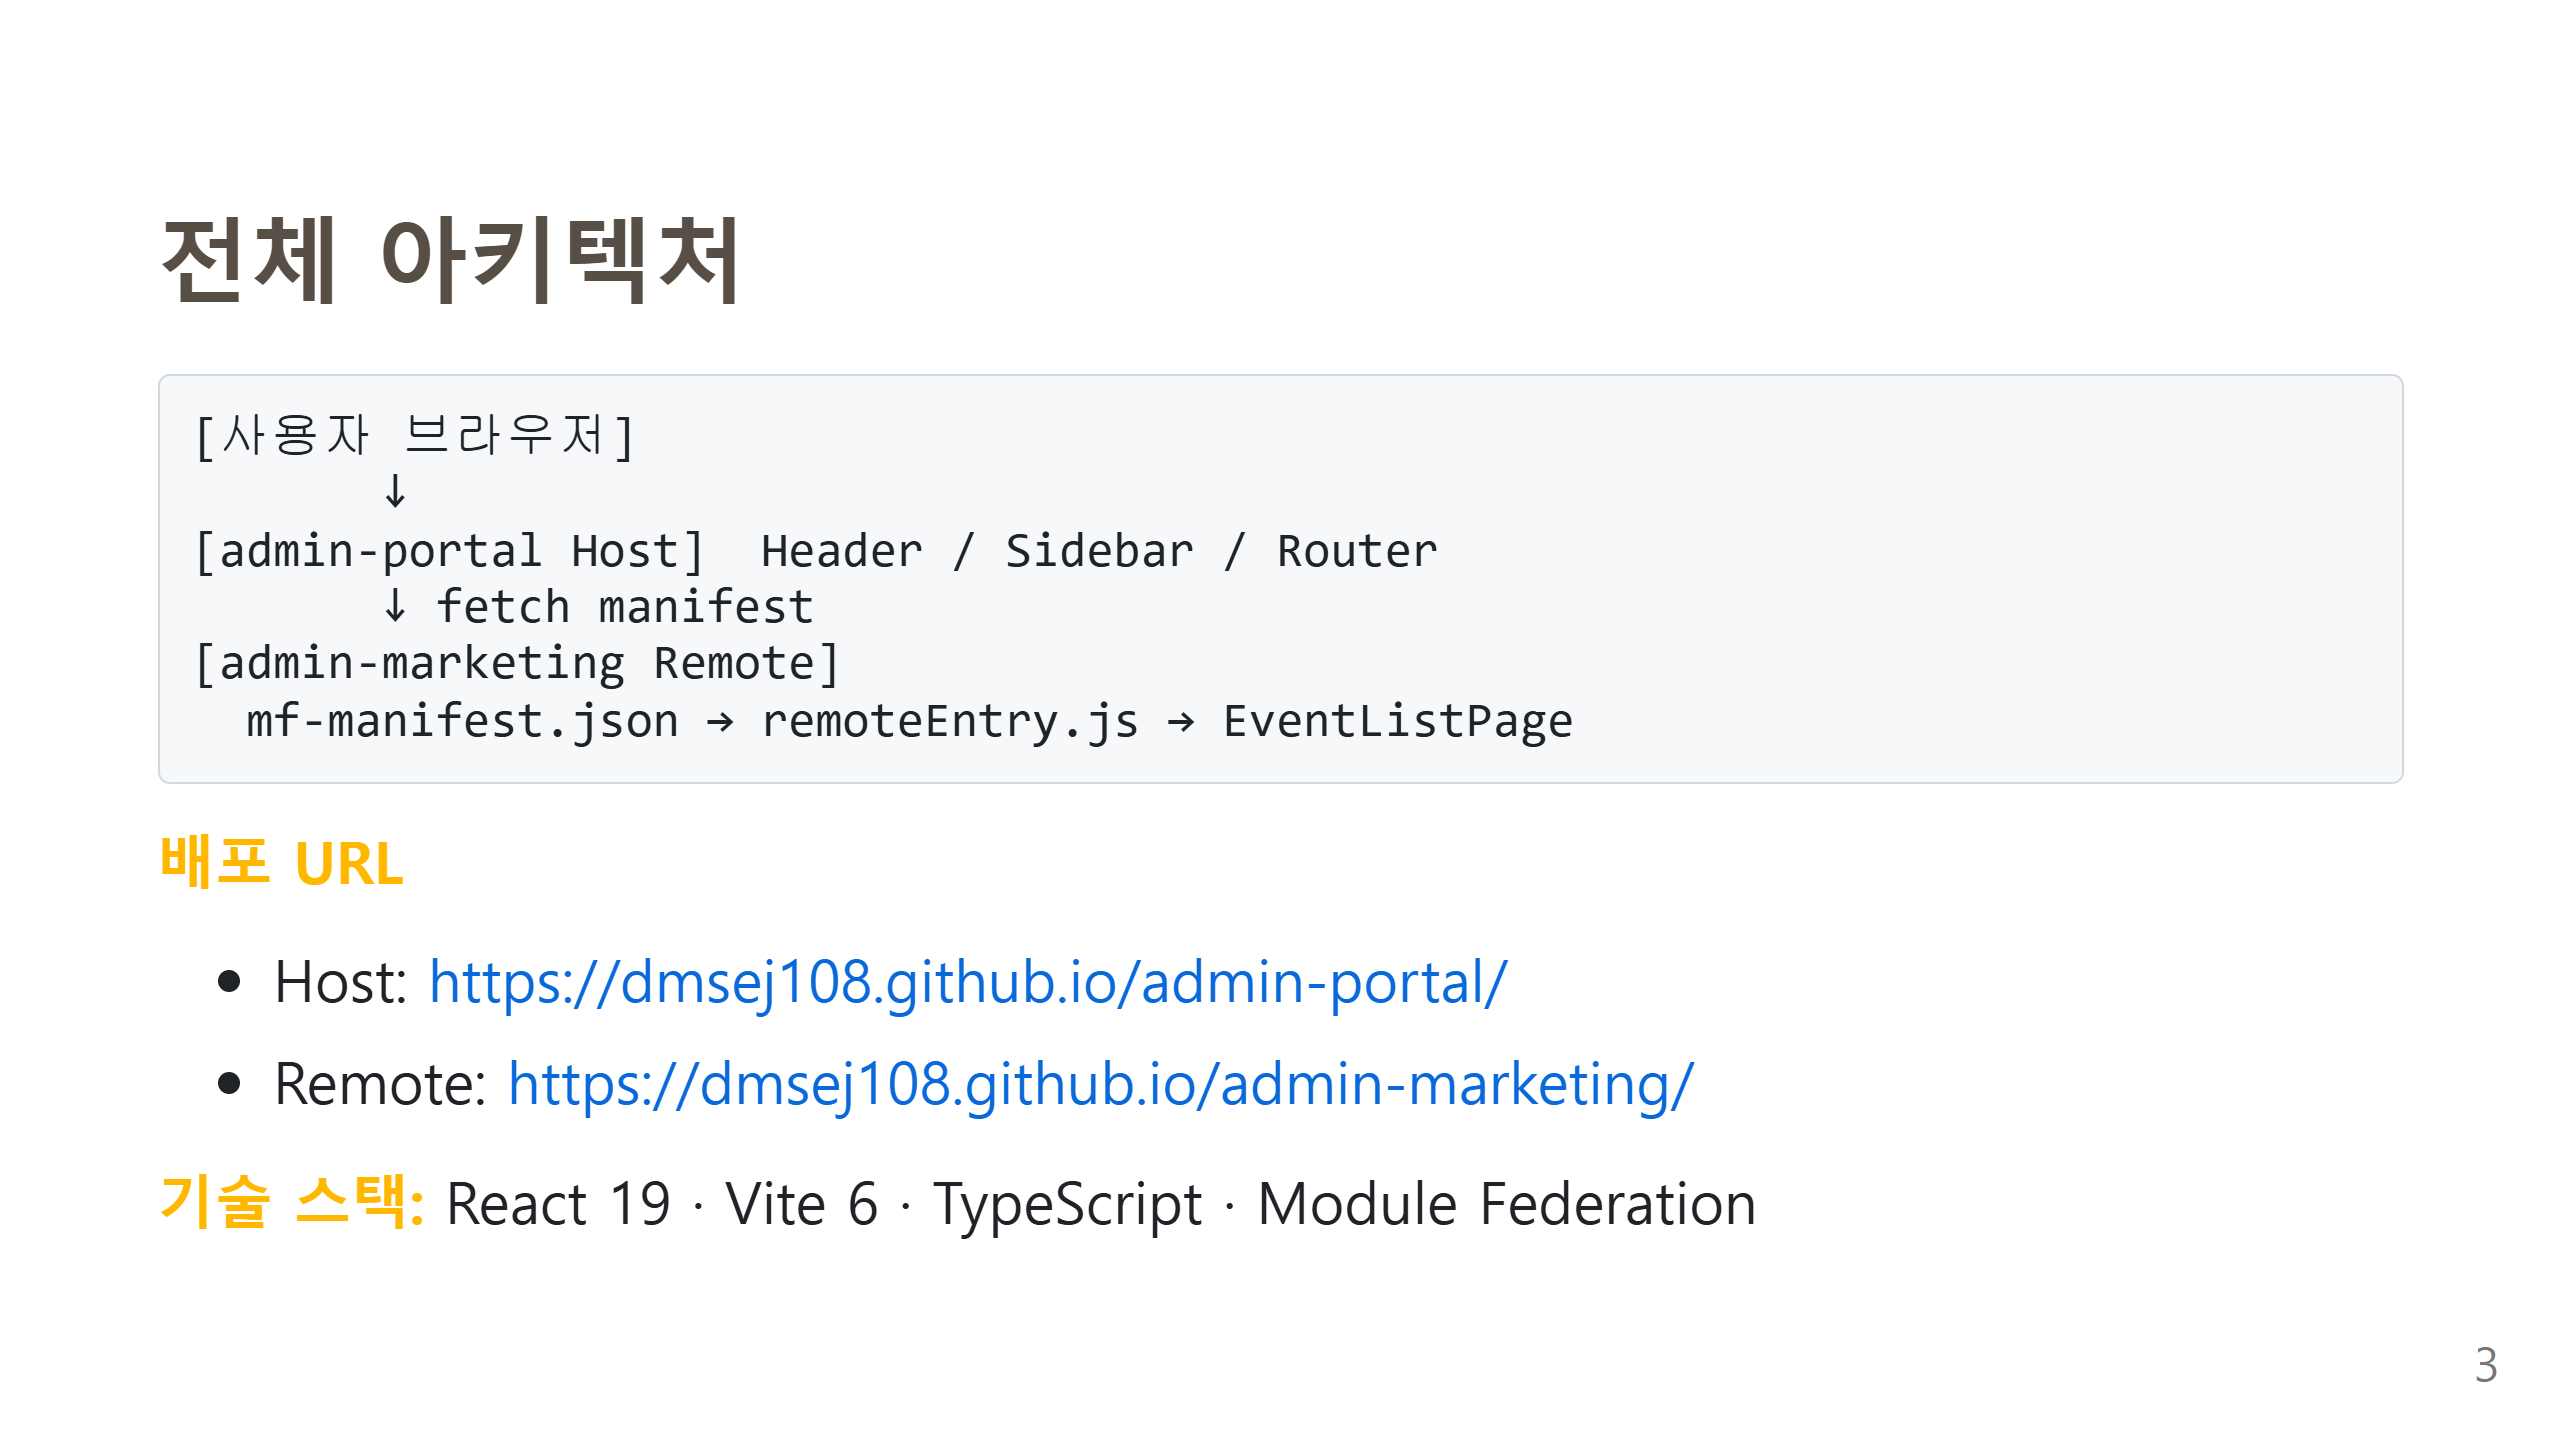 전체 아키텍처
[사용자 브라우저]
↓
[admin-portal Host]  Header / Sidebar / Router
↓ fetch manifest
[admin-marketing Remote]
mf-manifest.json → remoteEntry.js → EventListPage
배포 URL
• Host: https://dmsej108.github.io/admin-portal/
• Remote: https://dmsej108.github.io/admin-marketing/
기술 스택: React 19 · Vite 6 · TypeScript · Module Federation
3